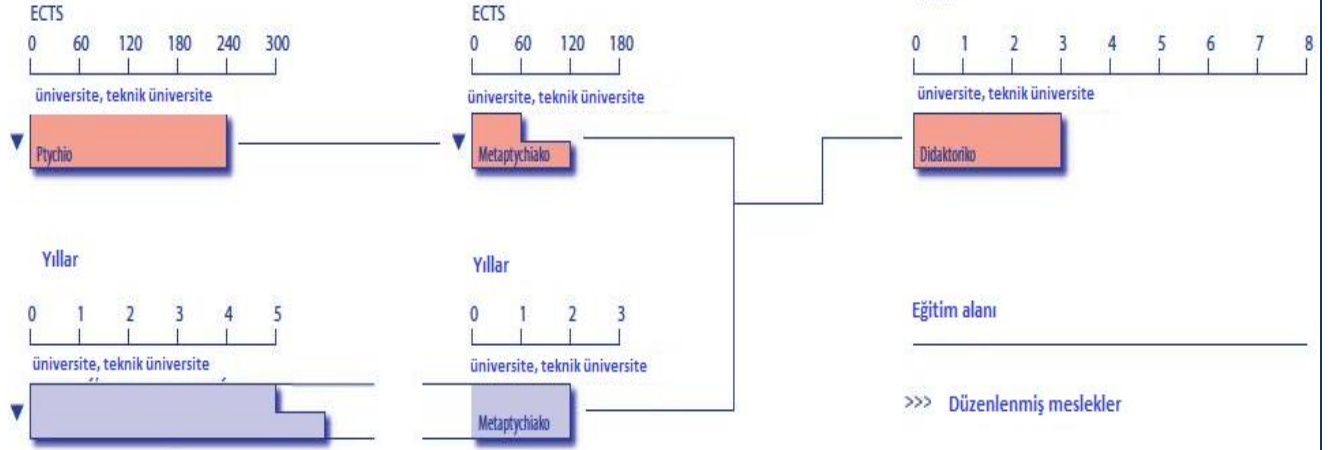 ECTS
0 60 120 180 240 300
üniversite, teknik üniversite
Ptychio
ECTS
0 60 120 180
üniversite, teknik üniversite
Metaptychiako
0 1 2 3 4 5 6 7 8
üniversite, teknik üniversite
Didaktoriko
Yıllar
0 1 2 3 4 5
üniversite, teknik üniversite
Yıllar
0 1 2 3
üniversite, teknik üniversite
Metaptychiako
Eğitim alanı
>>> Düzenlenmiş meslekler